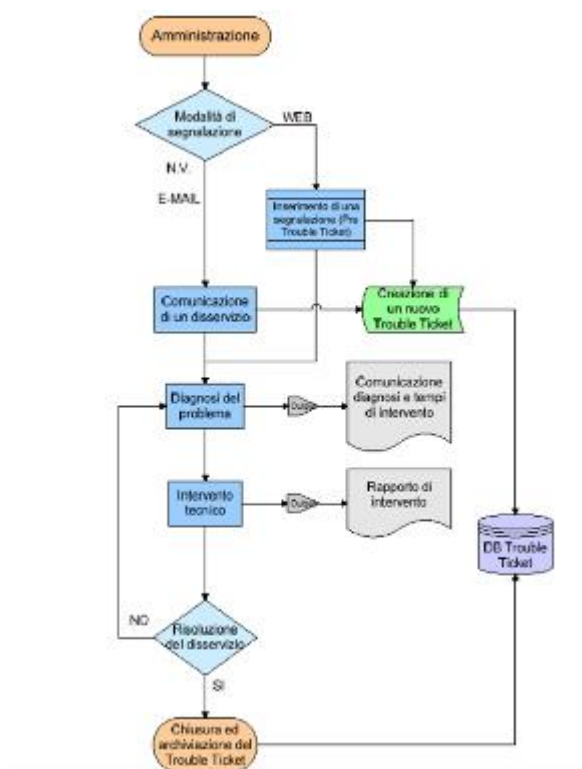 Amministrazione
Modalità di
segnalazione
WEB
N.V.
E-MAIL
Inserimento di una
segnalazione (Pre
Trouble Ticket)
Comunicazione
di un disservizio
Creazione di
un nuovo
Trouble Ticket
Diagnosi del
problema
Output
Comunicazione
diagnosi e tempi
di intervento
Intervento
tecnico
Output
Rapporto di
intervento
DB Trouble
Ticket
NO
Risoluzione
del disservizio
SI
Chiusura ed
archiviazione del
Trouble Ticket